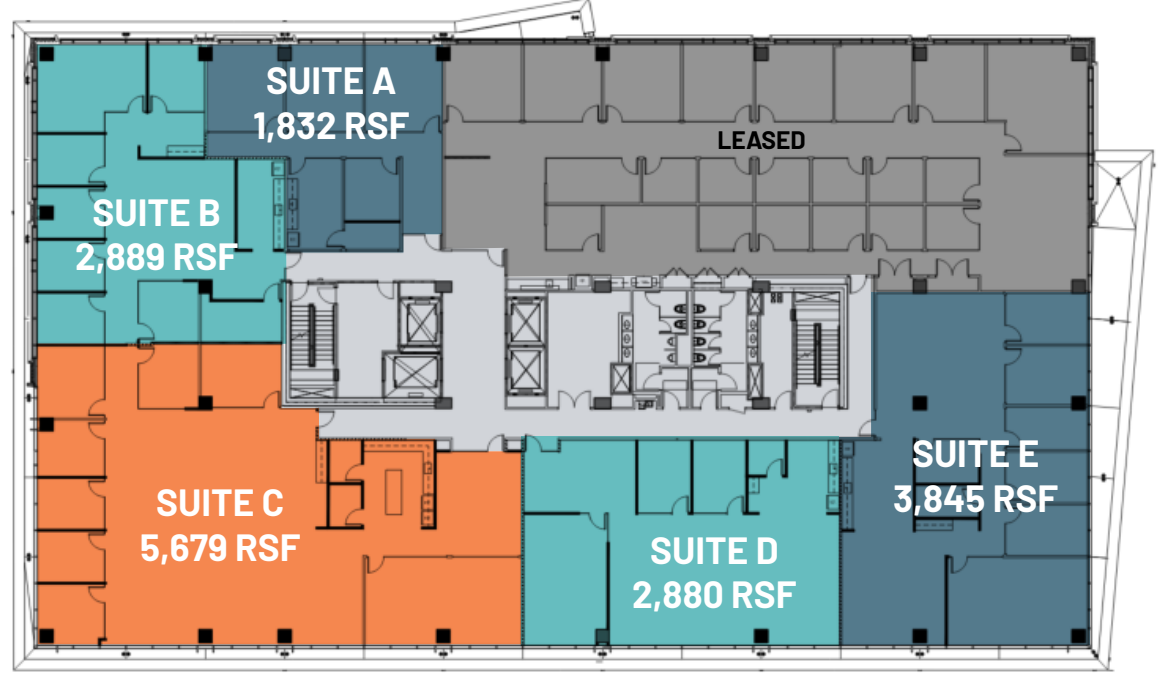 SUITE A
1,832 RSF
LEASED
SUITE B
2,889 RSF
SUITE E
3,845 RSF
SUITE C
5,679 RSF
SUITE D
2,880 RSF